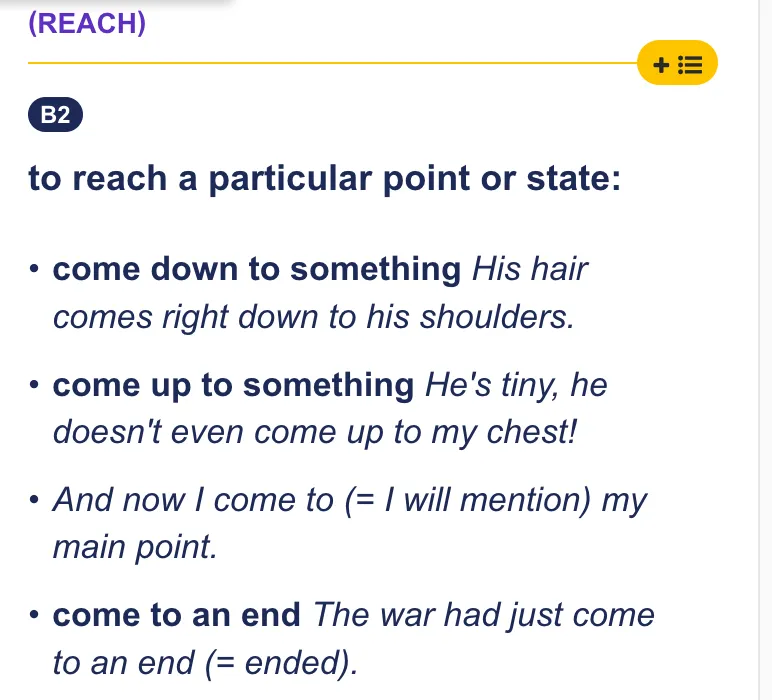 (REACH)
B2
to reach a particular point or state:
• come down to something His hair
comes right down to his shoulders.
• come up to something He's tiny, he
doesn't even come up to my chest!
• And now I come to (= I will mention) my
main point.
• come to an end The war had just come
to an end (= ended).